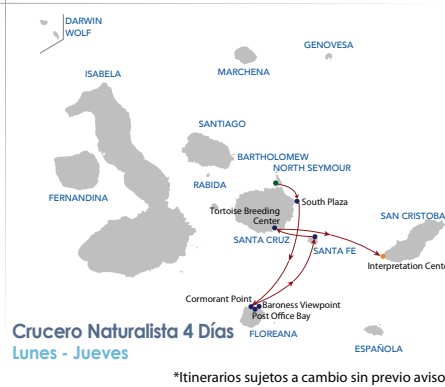 DARWIN
WOLF
GENOVESA
MARCHENA
ISABELA
SANTIAGO
BARTHOLOMEW
NORTH SEYMOUR
RABIDA
FERNANDINA
South Plaza
Tortoise Breeding
Center
SAN CRISTOBA
SANTA CRUZ
SANTA FE
Interpretation Cent
Cormorant Point
Baroness Viewpoint
Post Office Bay
FLOREANA
ESPAÑOLA
Crucero Naturalista 4 Días
Lunes - Jueves
*Itinerarios sujetos a cambio sin previo aviso